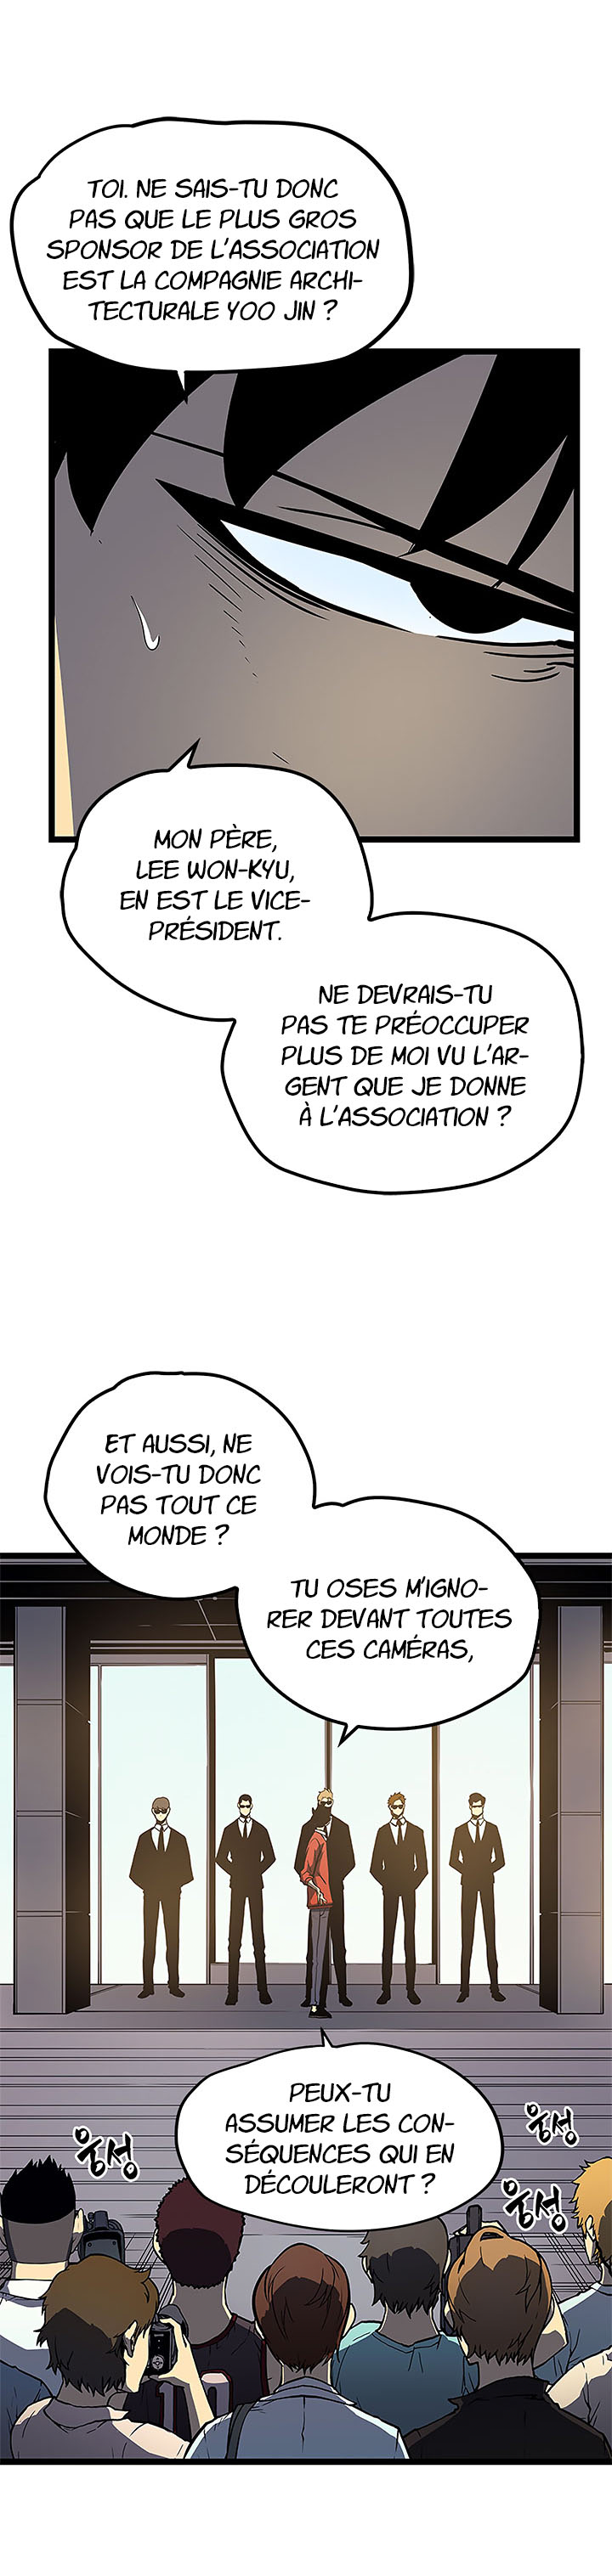 TOI. NE SAIS-TU DONC
PAS QUE LE PLUS GROS
SPONSOR DE L'ASSOCIATION
EST LA COMPAGNIE ARCHI-
TECTURALE YOO JIN ?
MON PÈRE,
LEE WON-KYU,
EN EST LE VICE-
PRÉSIDENT.
NE DEVRAIS-TU
PAS TE PRÉOCCUPER
PLUS DE MOI VU L'AR-
GENT QUE JE DONNE
À L'ASSOCIATION ?
ET AUSSI, NE
VOIS-TU DONC
PAS TOUT CE
MONDE ?
TU OSES M'IGNO-
RER DEVANT TOUTES
CES CAMÉRAS,
PEUX-TU
ASSUMER LES CON-
SÉQUENCES QUI EN
DÉCOULERONT ?
웅성
웅성
웅성